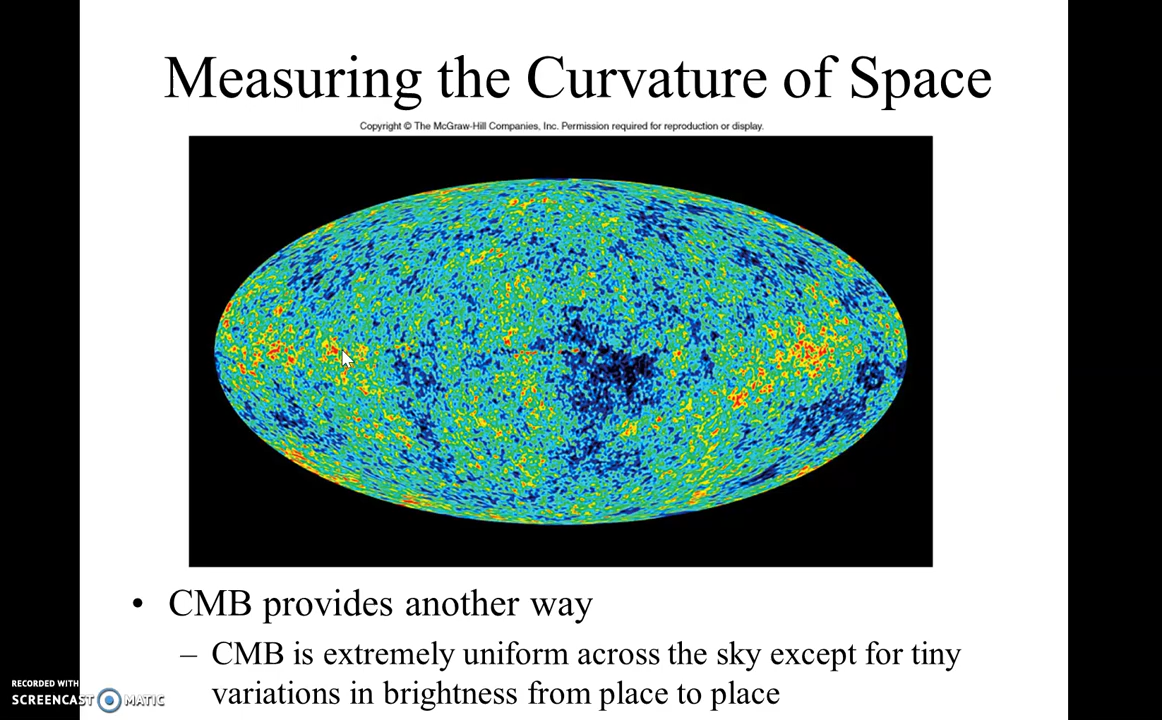 Measuring the Curvature of Space
Copyright © The McGraw-Hill Companies, Inc. Permission required for reproduction or display.
• CMB provides another way
– CMB is extremely uniform across the sky except for tiny
variations in brightness from place to place
RECORDED WITH
SCREENCAST MATIC